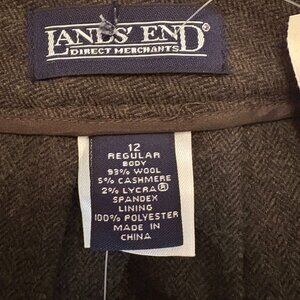 LANDS' END
DIRECT MERCHANTS
12
REGULAR
BODY
93% WOOL
5% CASHMERE
2% LYCRA®
SPANDEX
LINING
100% POLYESTER
MADE IN
CHINA